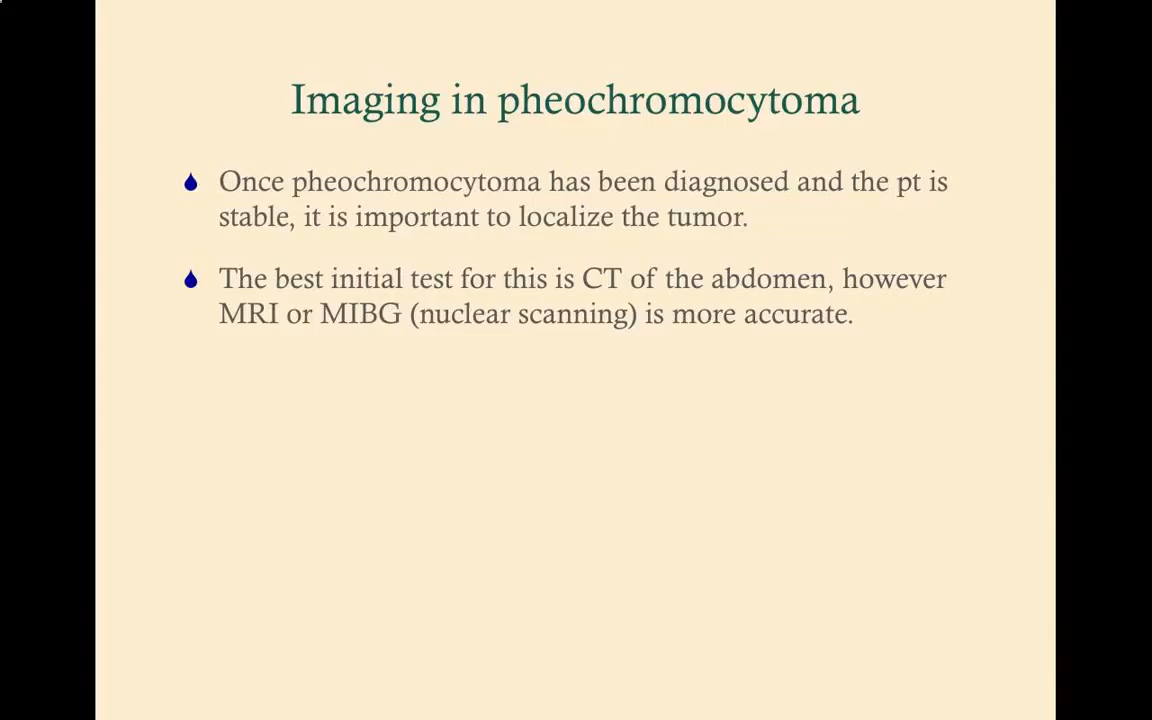 Imaging in pheochromocytoma
Once pheochromocytoma has been diagnosed and the pt is
stable, it is important to localize the tumor.
The best initial test for this is CT of the abdomen, however
MRI or MIBG (nuclear scanning) is more accurate.